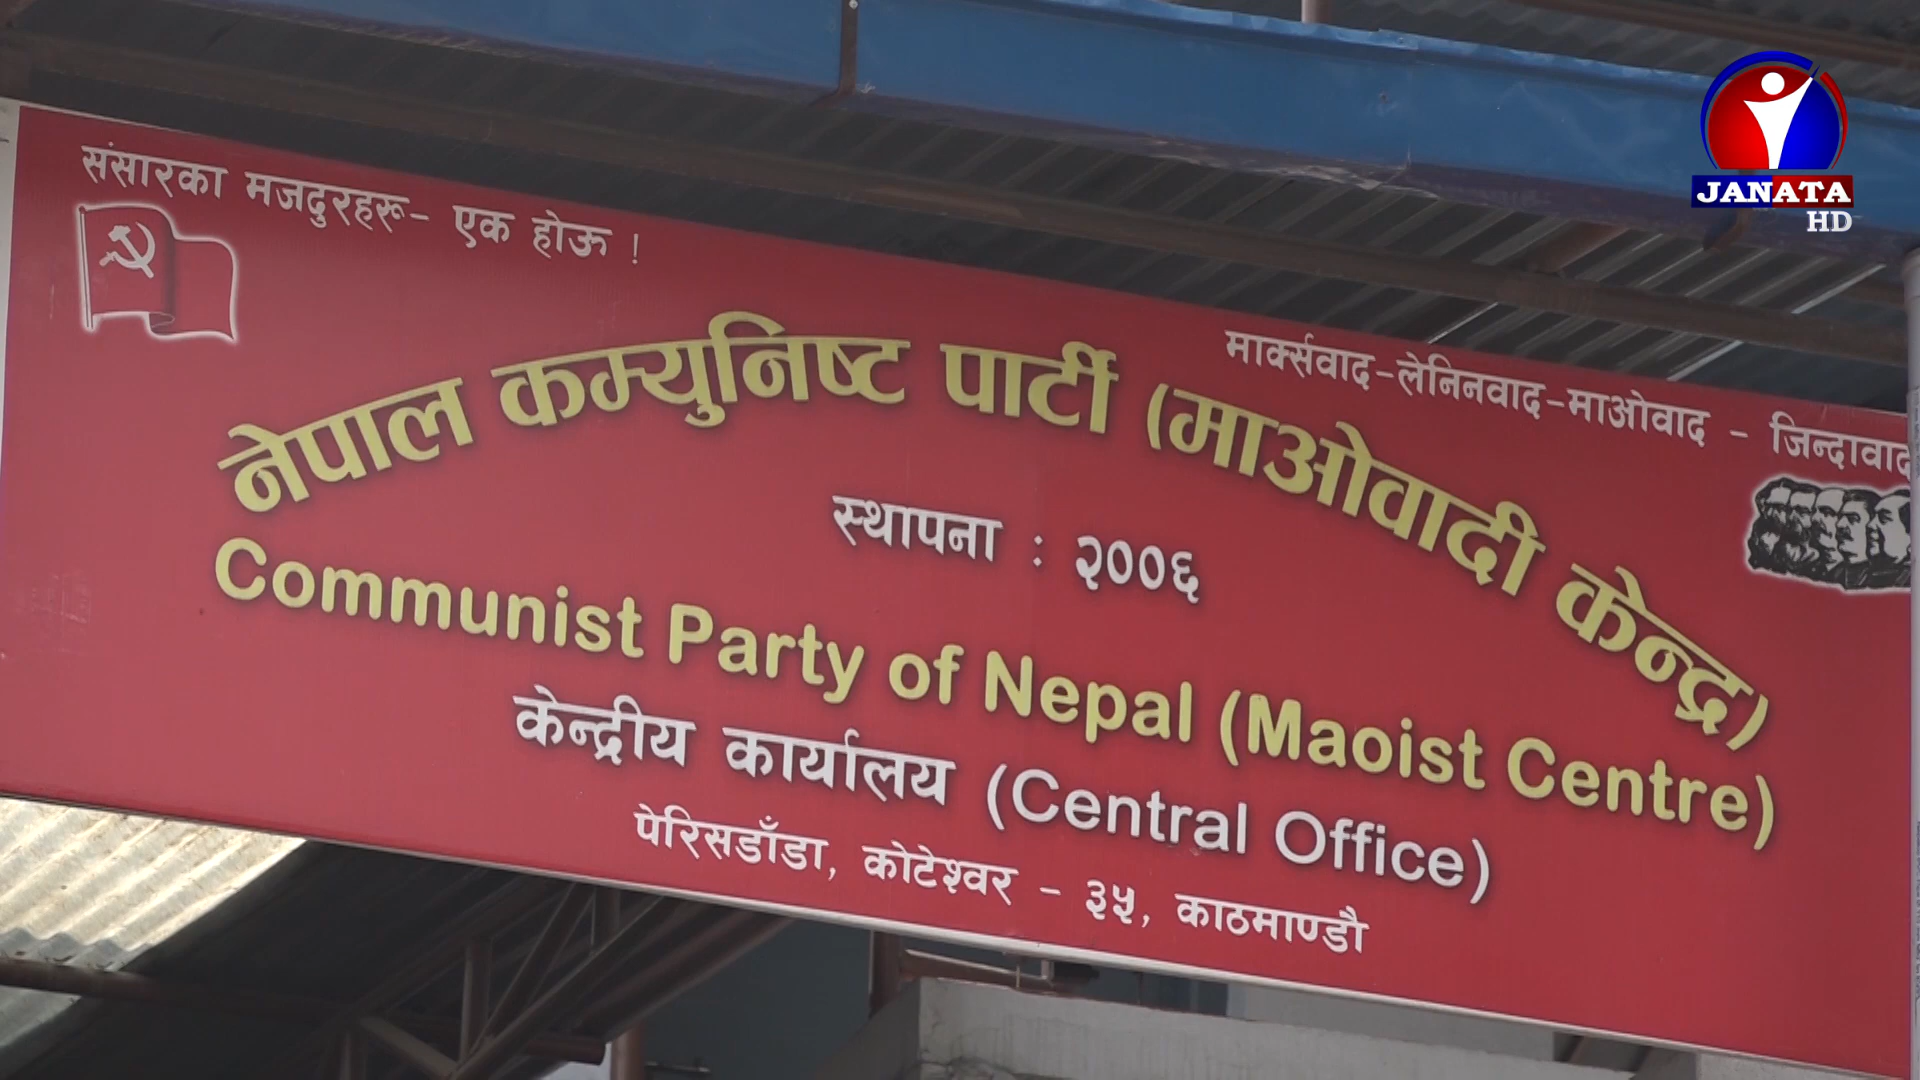 संसारका मजदुरहरू- एक होऊ !
मार्क्सवाद-लेनिनवाद-माओवाद - जिन्दावाद
नेपाल कम्युनिष्ट पार्टी (माओवादी केन्द्र)
स्थापना : २००६
Communist Party of Nepal (Maoist Centre)
केन्द्रीय कार्यालय (Central Office)
पेरिसडाँडा, कोटेश्वर - ३५, काठमाण्डौ
JANATA
HD